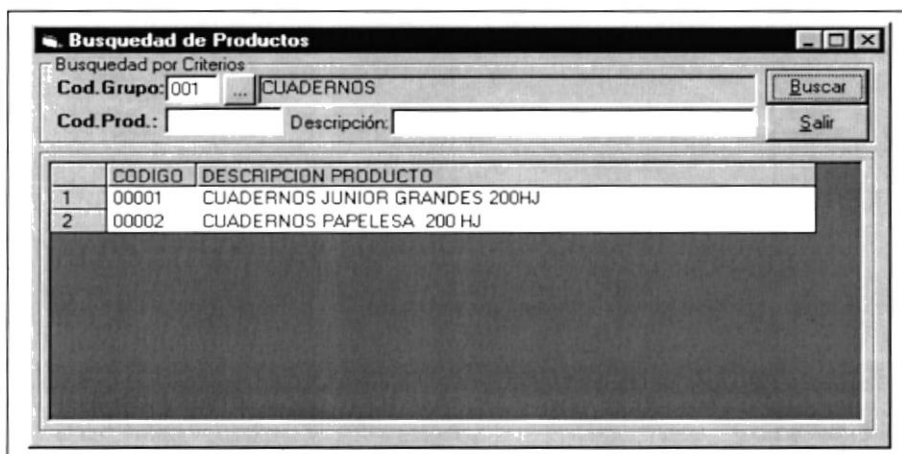 Busquedad de Productos
Busquedad por Criterios
Cod.Grupo: 001 ... CUADERNOS Buscar
Cod.Prod.: Descripción: Salir
CODIGO DESCRIPCION PRODUCTO
1 00001 CUADERNOS JUNIOR GRANDES 200HJ
2 00002 CUADERNOS PAPELESA 200 HJ